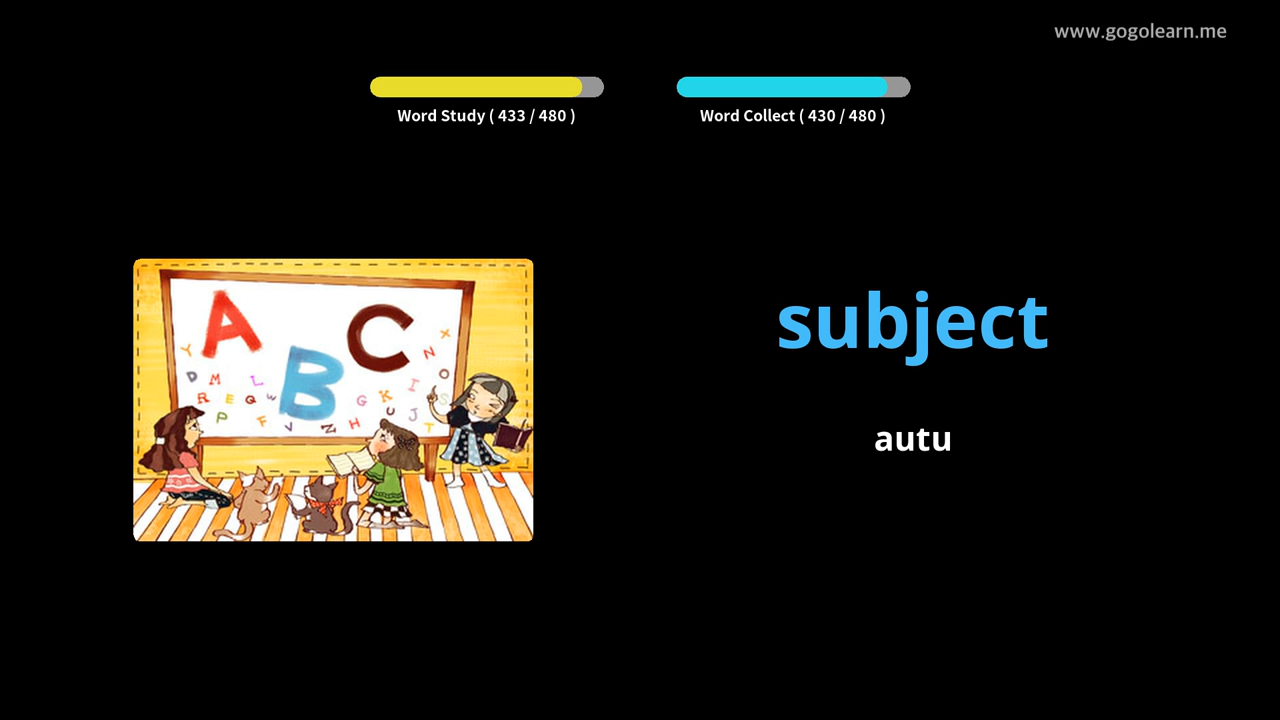 www.gogolearn.me
Word Study ( 433 / 480 )
Word Collect ( 430 / 480 )
subject
autu
A
B
C
Y
X
N
D M L
O
R E Q W
G K I S
P
F V Z H U J T